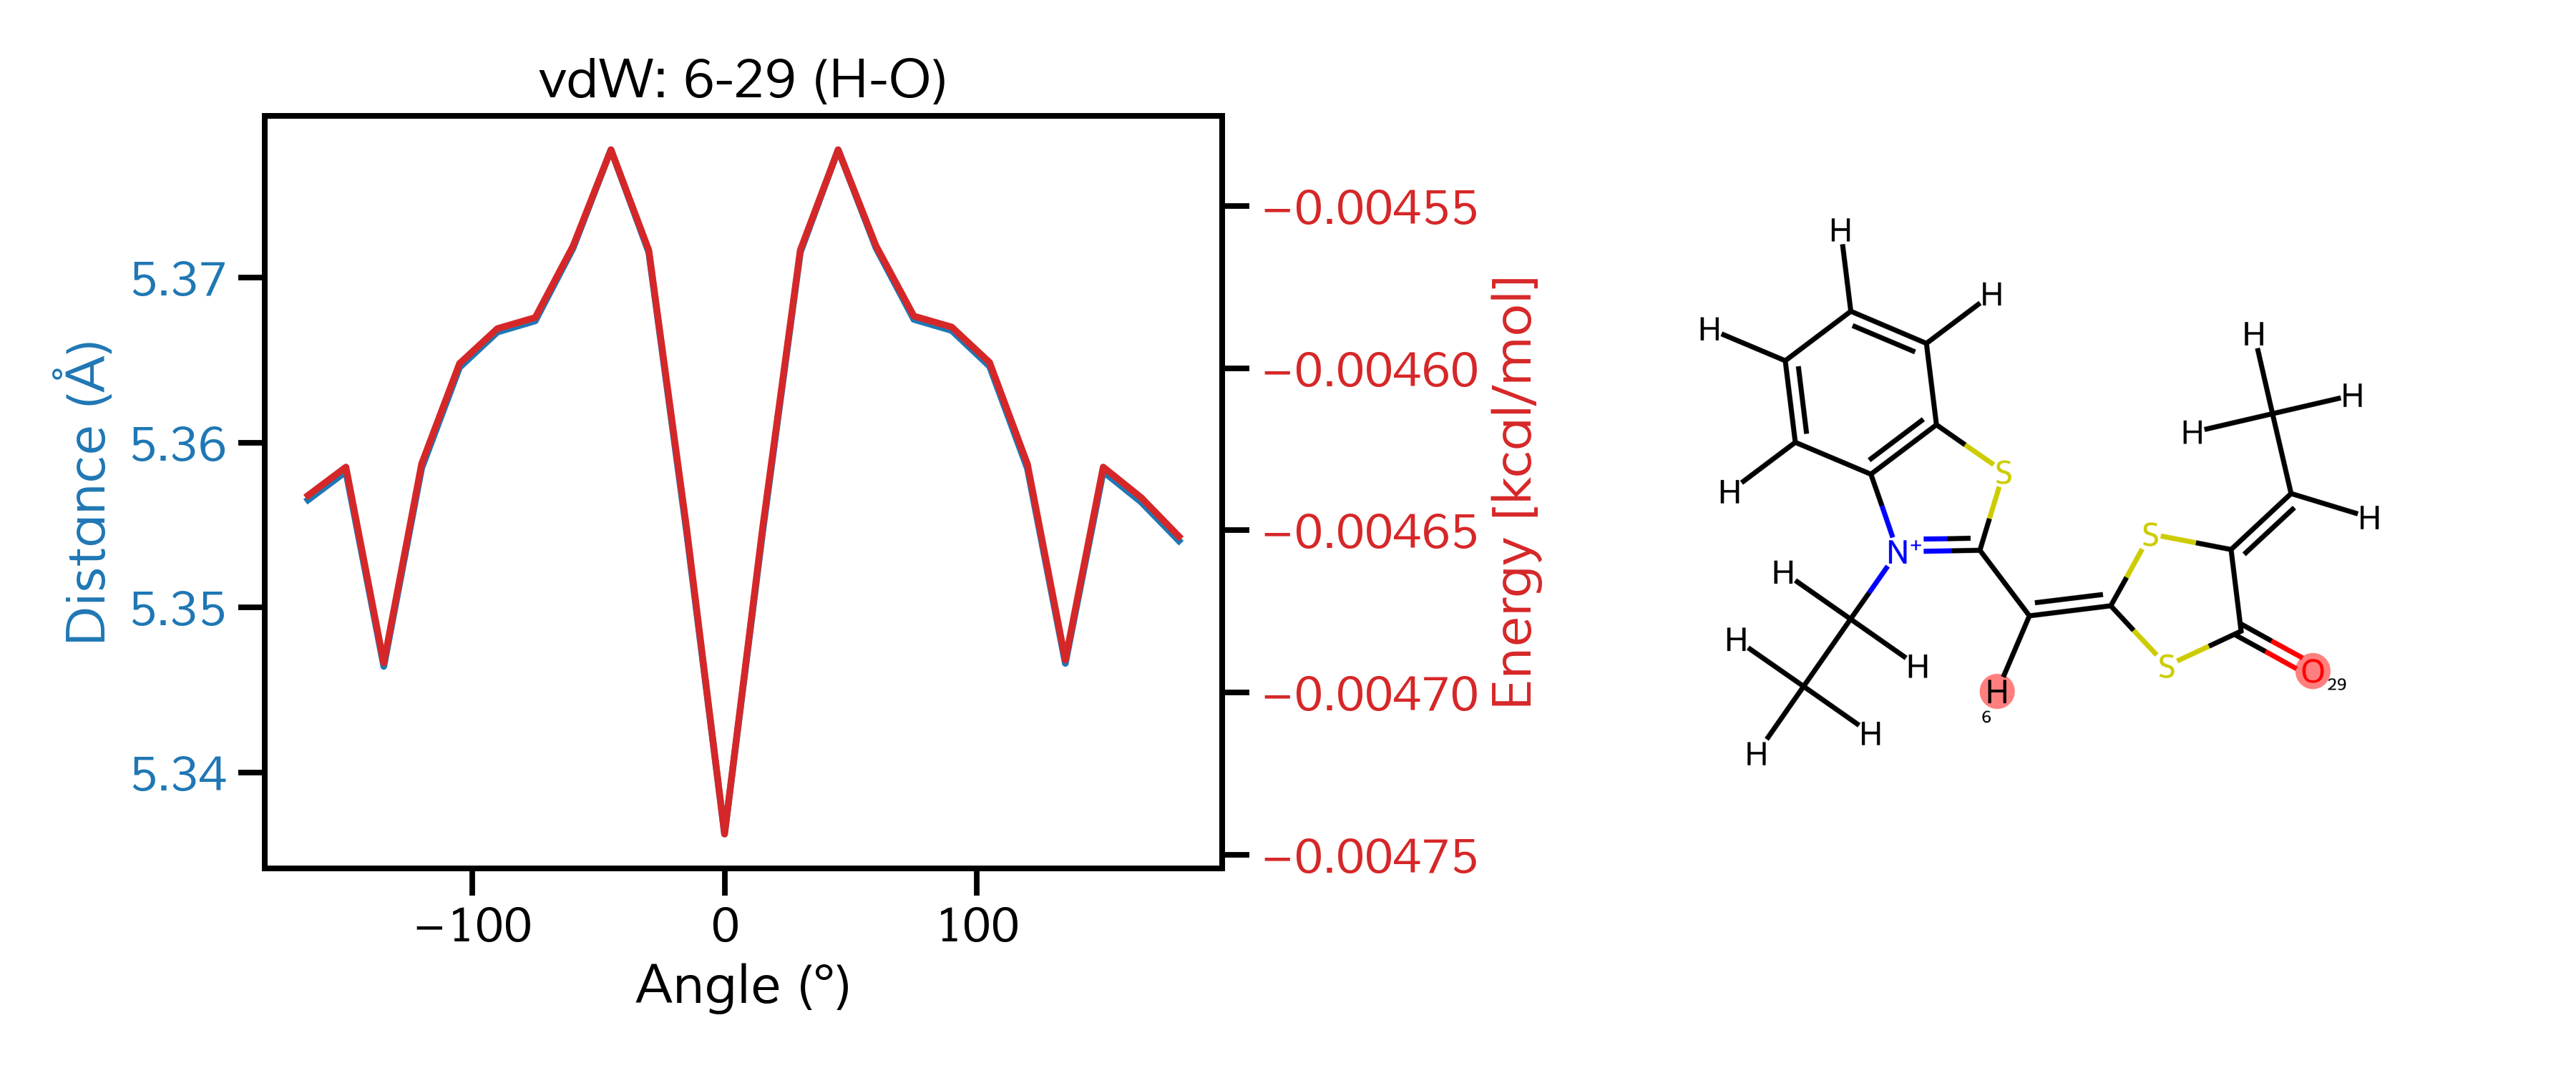 vdW: 6-29 (H-O)
Distance (Å)
5.37
5.36
5.35
5.34
−100
0
100
Angle (°)
−0.00455
−0.00460
−0.00465
−0.00470
−0.00475
Energy [kcal/mol]
H
H
H
H
H
H
H
S
S
H
N+
H
H
H
S
H
6
O
29
H
H